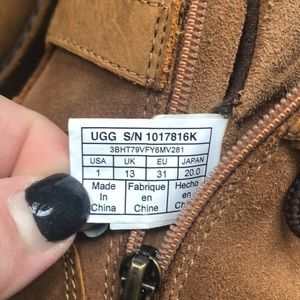 UGG S/N 1017816K
3BHT79VFY6MV281
USA UK EU JAPAN
1 13 31 20.0
Made Fabrique Hecho
In en en
China Chine China